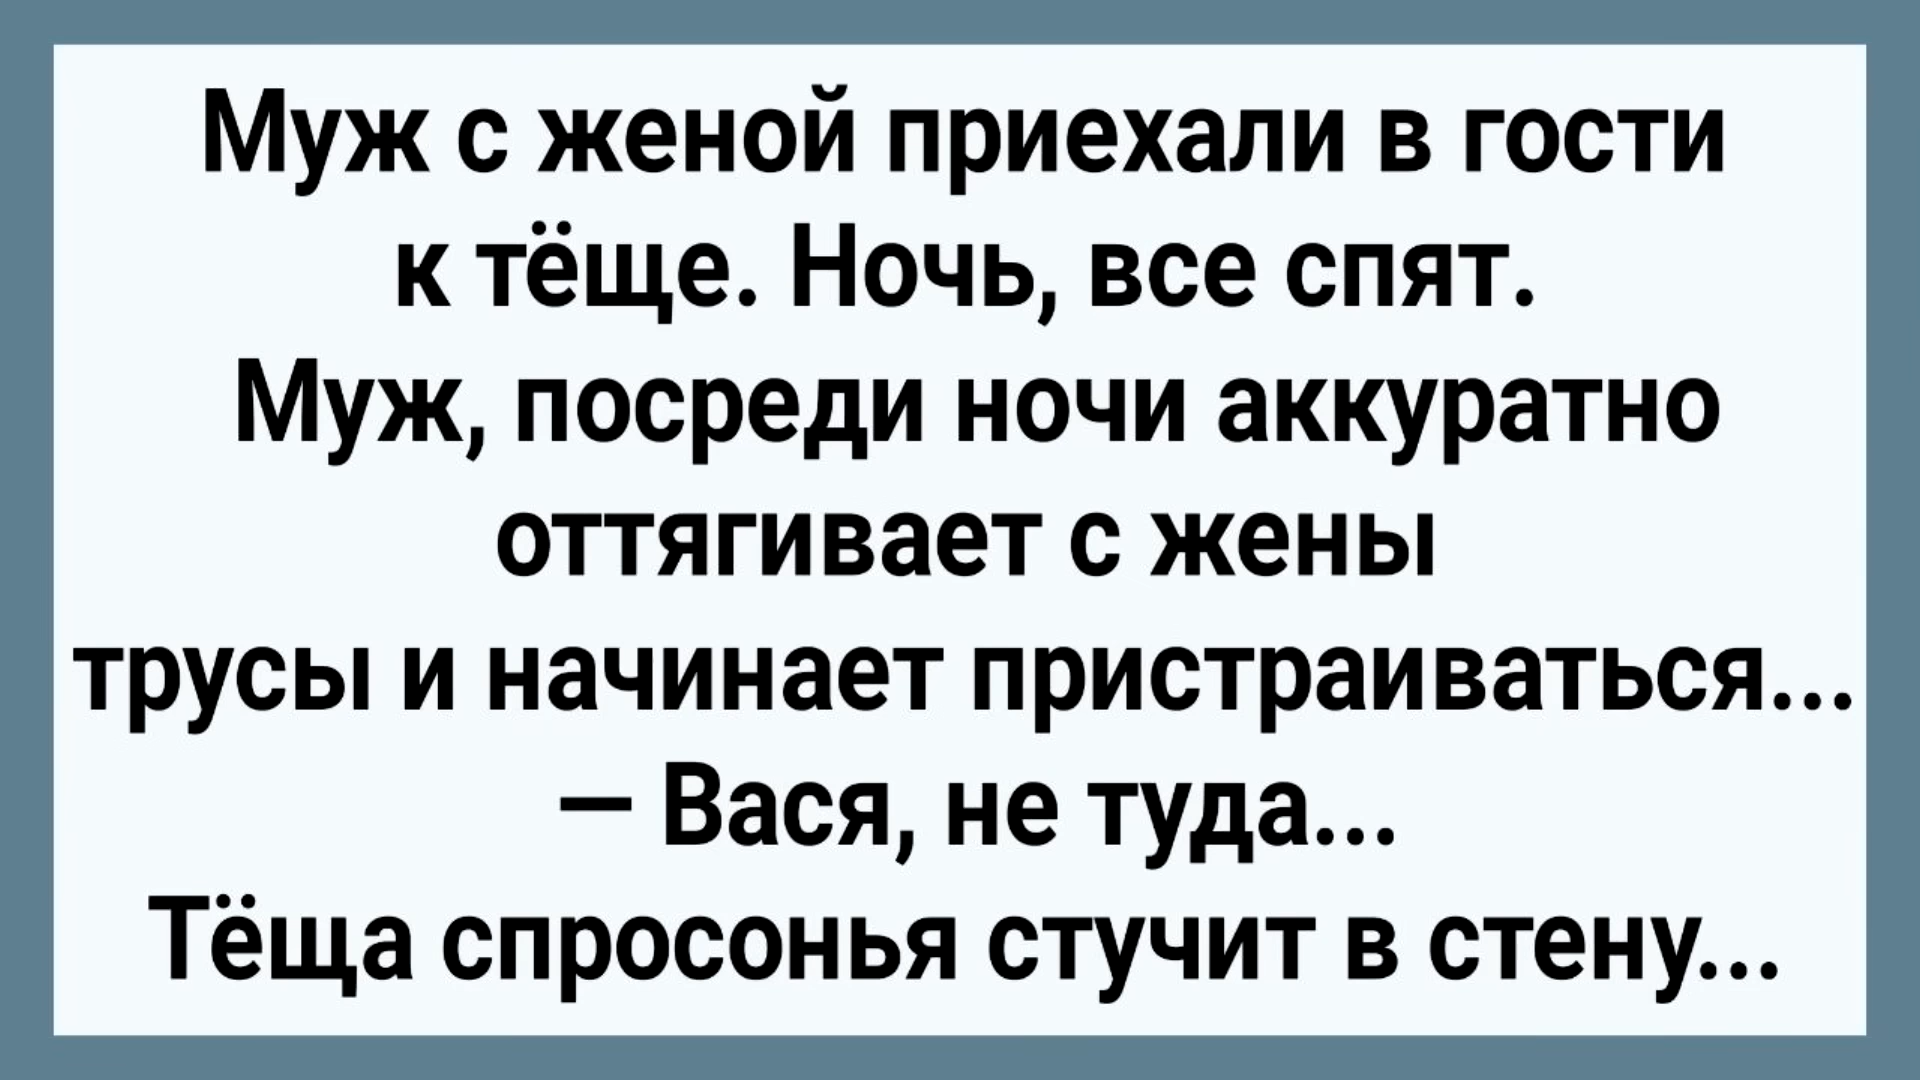 Муж с женой приехали в гости
к тёще. Ночь, все спят.
Муж, посреди ночи аккуратно
оттягивает с жены
трусы и начинает пристраиваться...
— Вася, не туда...
Тёща спросонья стучит в стену...